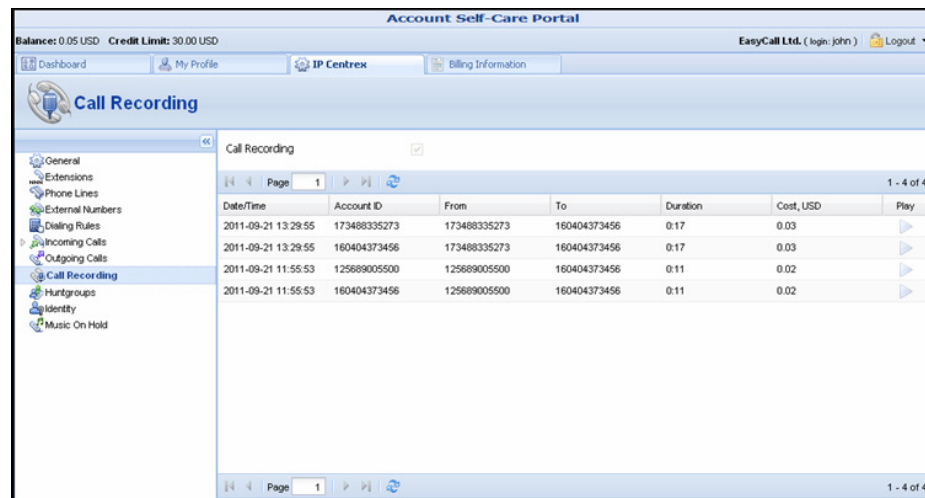 Account Self-Care Portal
Balance: 0.05 USD Credit Limit: 30.00 USD EasyCall Ltd. ( login: john ) Logout
Dashboard My Profile IP Centrex Billing Information
Call Recording
General
Extensions
Phone Lines
External Numbers
Dialing Rules
Incoming Calls
Outgoing Calls
Call Recording
Huntgroups
Identity
Music On Hold
Call Recording
Page 1 1 - 4 of 4
Date/Time Account ID From To Duration Cost, USD Play
2011-09-21 13:29:55 173488335273 173488335273 160404373456 0:17 0.03
2011-09-21 13:29:55 160404373456 173488335273 160404373456 0:17 0.03
2011-09-21 11:55:53 125689005500 125689005500 160404373456 0:11 0.02
2011-09-21 11:55:53 160404373456 125689005500 160404373456 0:11 0.02
Page 1 1 - 4 of 4